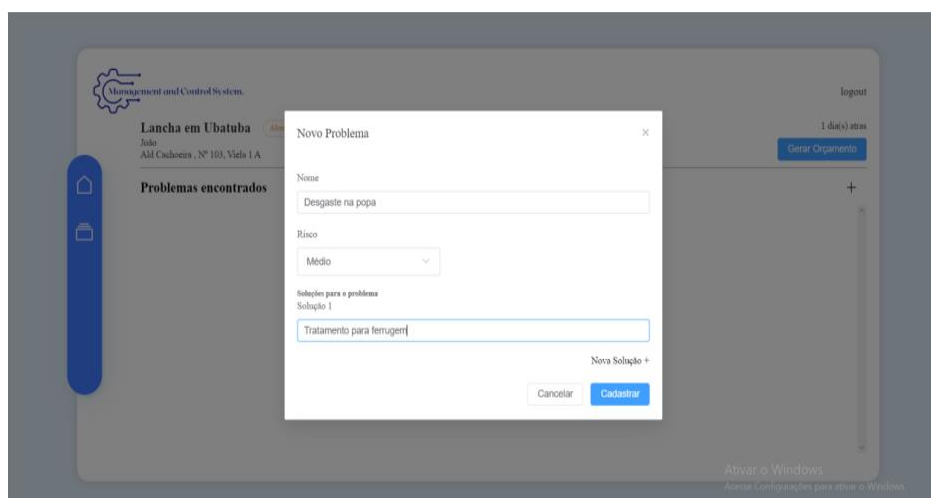 Management and Control System.
logout
Lancha em Ubatuba
1 dia(s) atras
João
Ald Cachoeira , Nº 103, Viela 1 A
Gerar Orçamento
Problemas encontrados
+
Novo Problema
×
Nome
Desgaste na popa
Risco
Médio
Soluções para o problema
Solução 1
Tratamento para ferrugem
Nova Solução +
Cancelar
Cadastrar
Ativar o Windows
Acesse Configurações para ativar o Windows.